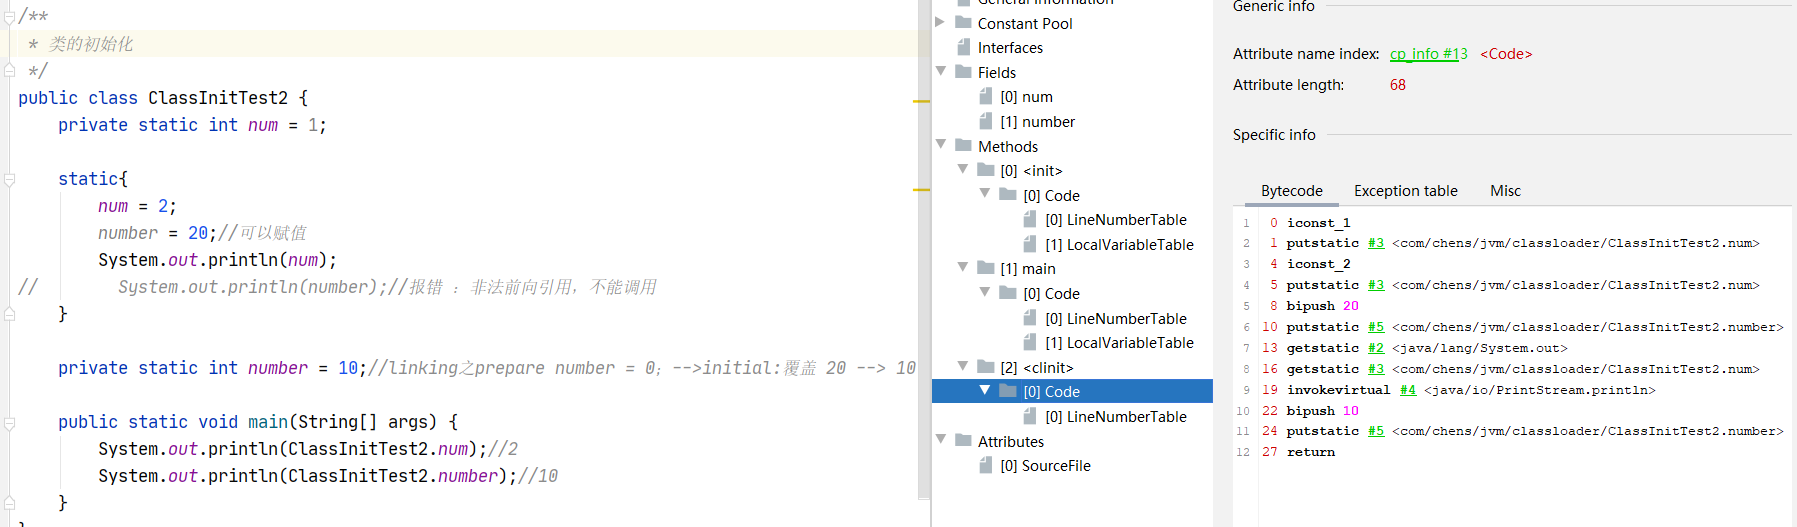 /**
 * 类的初始化
 */
public class ClassInitTest2 {
    private static int num = 1;
    static{
        num = 2;
        number = 20;//可以赋值
        System.out.println(num);
//        System.out.println(number);//报错 : 非法前向引用，不能调用
    }
    private static int number = 10;//linking之prepare number = 0; -->initial:覆盖 20 --> 10
    public static void main(String[] args) {
        System.out.println(ClassInitTest2.num);//2
        System.out.println(ClassInitTest2.number);//10
    }
General Information
Constant Pool
Interfaces
Fields
[0] num
[1] number
Methods
[0] <init>
[0] Code
[0] LineNumberTable
[1] LocalVariableTable
[1] main
[0] Code
[0] LineNumberTable
[1] LocalVariableTable
[2] <clinit>
[0] Code
[0] LineNumberTable
Attributes
[0] SourceFile
Generic info
Attribute name index: cp_info #13 <Code>
Attribute length: 68
Specific info
Bytecode Exception table Misc
1 0 iconst_1
2 1 putstatic #3 <com/chens/jvm/classloader/ClassInitTest2.num>
3 4 iconst_2
4 5 putstatic #3 <com/chens/jvm/classloader/ClassInitTest2.num>
5 8 bipush 20
6 10 putstatic #5 <com/chens/jvm/classloader/ClassInitTest2.number>
7 13 getstatic #2 <java/lang/System.out>
8 16 getstatic #3 <com/chens/jvm/classloader/ClassInitTest2.num>
9 19 invokevirtual #4 <java/io/PrintStream.println>
10 22 bipush 10
11 24 putstatic #5 <com/chens/jvm/classloader/ClassInitTest2.number>
12 27 return